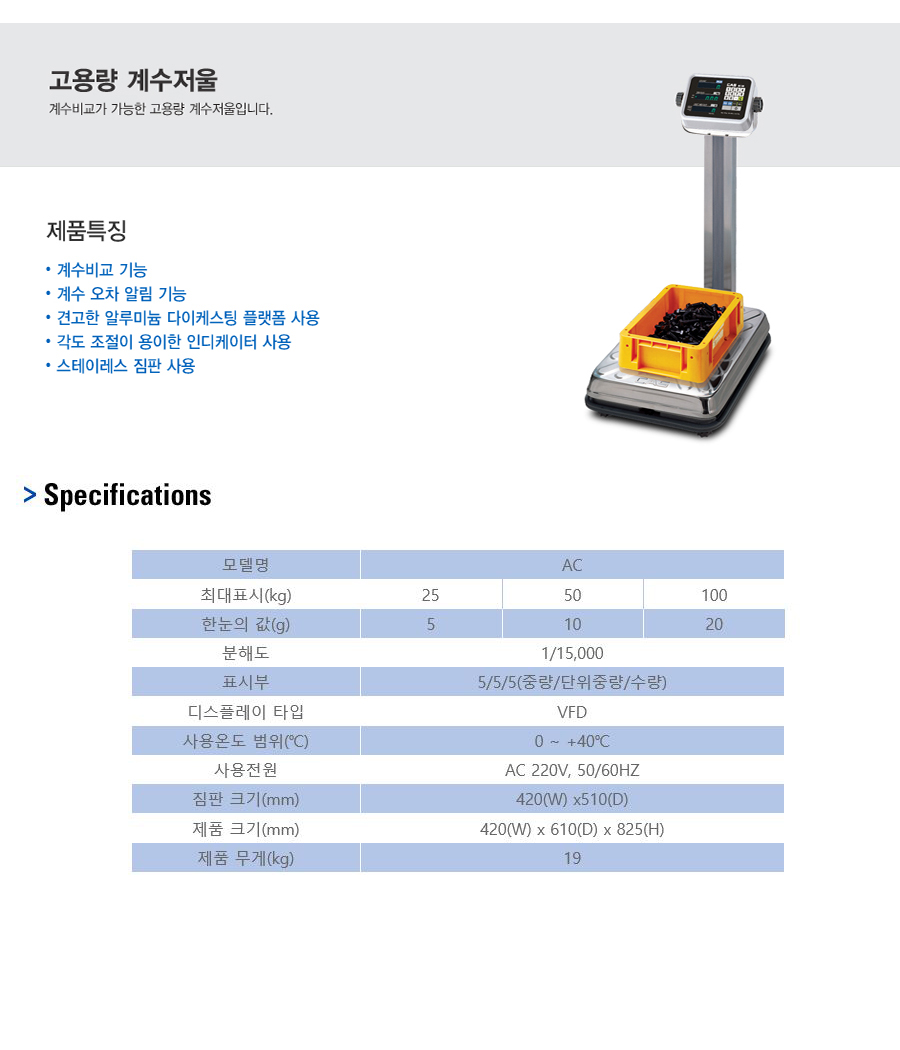 고용량 계수저울
계수비교가 가능한 고용량 계수저울입니다.
CAS
제품특징
• 계수비교 기능
• 계수 오차 알림 기능
• 견고한 알루미늄 다이케스팅 플랫폼 사용
• 각도 조절이 용이한 인디케이터 사용
• 스테이레스 짐판 사용
> Specifications
모델명 AC
최대표시(kg) 25 50 100
한눈의 값(g) 5 10 20
분해도 1/15,000
표시부 5/5/5(중량/단위중량/수량)
디스플레이 타입 VFD
사용온도 범위(℃) 0 ~ +40℃
사용전원 AC 220V, 50/60HZ
짐판 크기(mm) 420(W) x510(D)
제품 크기(mm) 420(W) x 610(D) x 825(H)
제품 무게(kg) 19